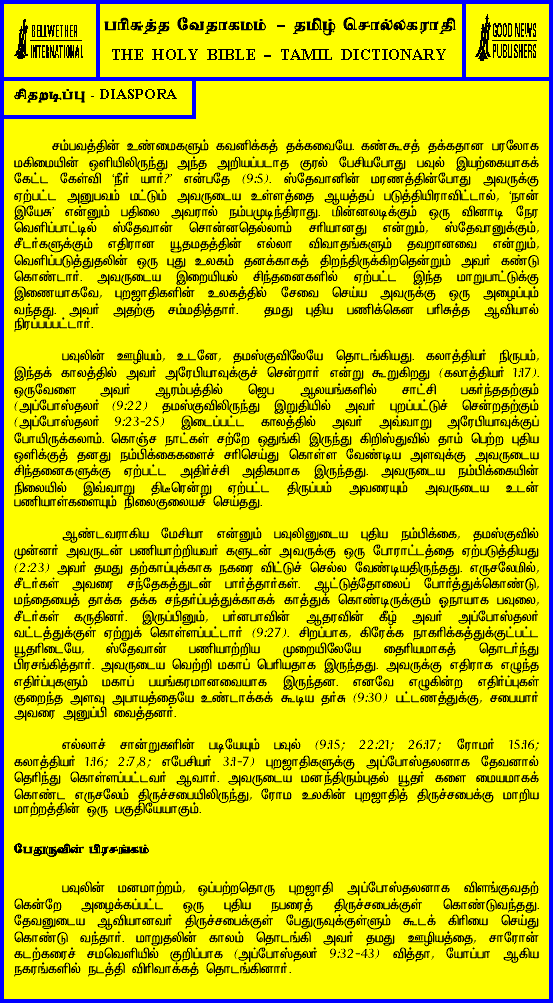 BELLWETHER
INTERNATIONAL
பரிசுத்த வேதாகமம் - தமிழ் சொல்லகராதி
THE HOLY BIBLE - TAMIL DICTIONARY
GOOD NEWS
PUBLISHERS
சிதறடிப்பு - DIASPORA
சம்பவத்தின் உண்மைகளும் கவனிக்கத் தக்கவையே. கண்கூசத் தக்கதான பரலோக
மகிமையின் ஒளியிலிருந்து அந்த அறியப்படாத குரல் பேசியபோது பவுல் இயற்கையாகக்
கேட்ட கேள்வி 'நீர் யார்?' என்பதே (9:5). ஸ்தேவானின் மரணத்தின்போது அவருக்கு
ஏற்பட்ட அனுபவம் மட்டும் அவருடைய உள்ளத்தை ஆயத்தப் படுத்தியிராவிட்டால், 'நான்
இயேசு' என்னும் பதிலை அவரால் நம்பமுடிந்திராது. மின்னலடிக்கும் ஒரு வினாடி நேர
வெளிப்பாட்டில் ஸ்தேவான் சொன்னதெல்லாம் சரியானது என்றும், ஸ்தேவானுக்கும்,
சீடர்களுக்கும் எதிரான யூதமதத்தின் எல்லா விவாதங்களும் தவறானவை என்றும்,
வெளிப்படுத்துதலின் ஒரு புது உலகம் தனக்காகத் திறந்திருக்கிறதென்றும் அவர் கண்டு
கொண்டார். அவருடைய இறையியல் சிந்தனைகளில் ஏற்பட்ட இந்த மாறுபாட்டுக்கு
இணையாகவே, புறஜாதிகளின் உலகத்தில் சேவை செய்ய அவருக்கு ஒரு அழைப்பும்
வந்தது. அவர் அதற்கு சம்மதித்தார். தமது புதிய பணிக்கென பரிசுத்த ஆவியால்
நிரப்பப்பட்டார்.
பவுலின் ஊழியம், உடனே, தமஸ்குவிலேயே தொடங்கியது. கலாத்தியர் நிருபம்,
இந்தக் காலத்தில் அவர் அரேபியாவுக்குச் சென்றார் என்று கூறுகிறது (கலாத்தியர் 1:17).
ஒருவேளை அவர் ஆரம்பத்தில் ஜெப ஆலயங்களில் சாட்சி பகர்ந்ததற்கும்
(அப்போஸ்தலர் (9:22) தமஸ்குவிலிருந்து இறுதியில் அவர் புறப்பட்டுச் சென்றதற்கும்
(அப்போஸ்தலர் 9:23-25) இடைப்பட்ட காலத்தில் அவர் அவ்வாறு அரேபியாவுக்குப்
போயிருக்கலாம். கொஞ்ச நாட்கள் சற்றே ஒதுங்கி இருந்து கிறிஸ்துவில் தாம் பெற்ற புதிய
ஒளிக்குத் தனது நம்பிக்கைகளைச் சரிசெய்து கொள்ள வேண்டிய அளவுக்கு அவருடைய
சிந்தனைகளுக்கு ஏற்பட்ட அதிர்ச்சி அதிகமாக இருந்தது. அவருடைய நம்பிக்கையின்
நிலையில் இவ்வாறு திடீரென்று ஏற்பட்ட திருப்பம் அவரையும் அவருடைய உடன்
பணியாள்களையும் நிலைகுலையச் செய்தது.
ஆண்டவராகிய மேசியா என்னும் பவுலினுடைய புதிய நம்பிக்கை, தமஸ்குவில்
முன்னர் அவருடன் பணியாற்றியவர் களுடன் அவருக்கு ஒரு போராட்டத்தை ஏற்படுத்தியது
(2:23) அவர் தமது தற்காப்புக்காக நகரை விட்டுச் செல்ல வேண்டியதிருந்தது. எருசலேமில்,
சீடர்கள் அவரை சந்தேகத்துடன் பார்த்தார்கள். ஆட்டுத்தோலைப் போர்த்துக்கொண்டு,
மந்தையைத் தாக்க தக்க சந்தர்ப்பத்துக்காகக் காத்துக் கொண்டிருக்கும் ஓநாயாக பவுலை,
சீடர்கள் கருதினர். இருப்பினும், பர்னபாவின் ஆதரவின் கீழ் அவர் அப்போஸ்தலர்
வட்டத்துக்குள் ஏற்றுக் கொள்ளப்பட்டார் (9:27). சிறப்பாக, கிரேக்க நாகரிகத்துக்குட்பட்ட
யூதரிடையே, ஸ்தேவான் பணியாற்றிய முறையிலேயே தைரியமாகத் தொடர்ந்து
பிரசங்கித்தார். அவருடைய வெற்றி மகாப் பெரியதாக இருந்தது. அவருக்கு எதிராக எழுந்த
எதிர்ப்புகளும் மகாப் பயங்கரமானவையாக இருந்தன. எனவே எழுகின்ற எதிர்ப்புகள்
குறைந்த அளவு அபாயத்தையே உண்டாக்கக் கூடிய தர்சு (9:30) பட்டணத்துக்கு, சபையார்
அவரை அனுப்பி வைத்தனர்.
எல்லாச் சான்றுகளின் படியேயும் பவுல் (9:15; 22:21; 26:17; ரோமர் 15:16;
கலாத்தியர் 1:16; 2:7,8; எபேசியர் 3:1-7) புறஜாதிகளுக்கு அப்போஸ்தலனாக தேவனால்
தெரிந்து கொள்ளப்பட்டவர் ஆவார். அவருடைய மனந்திரும்புதல் யூதர் களை மையமாகக்
கொண்ட எருசலேம் திருச்சபையிலிருந்து, ரோம உலகின் புறஜாதித் திருச்சபைக்கு மாறிய
மாற்றத்தின் ஒரு பகுதியேயாகும்.
பேதுருவின் பிரசங்கம்
பவுலின் மனமாற்றம், ஒப்பற்றதொரு புறஜாதி அப்போஸ்தலனாக விளங்குவதற்
கென்றே அழைக்கப்பட்ட ஒரு புதிய நபரைத் திருச்சபைக்குள் கொண்டுவந்தது.
தேவனுடைய ஆவியானவர் திருச்சபைக்குள் பேதுருவுக்குள்ளும் கூடக் கிரியை செய்து
கொண்டு வந்தார். மாறுதலின் காலம் தொடங்கி அவர் தமது ஊழியத்தை, சாரோன்
கடற்கரைச் சமவெளியில் குறிப்பாக (அப்போஸ்தலர் 9:32-43) லித்தா, யோப்பா ஆகிய
நகரங்களில் நடத்தி விரிவாக்கத் தொடங்கினார்.